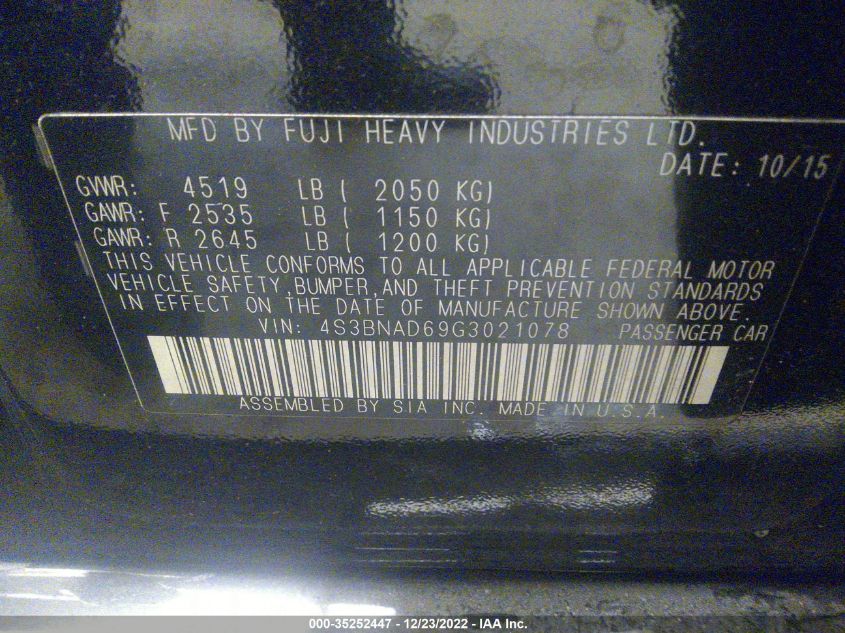 MFD BY FUJI HEAVY INDUSTRIES LTD.
DATE: 10/15
GVWR: 4519 LB ( 2050 KG)
GAWR: F 2535 LB ( 1150 KG)
GAWR: R 2645 LB ( 1200 KG)
THIS VEHICLE CONFORMS TO ALL APPLICABLE FEDERAL MOTOR
VEHICLE SAFETY,BUMPER,AND THEFT PREVENTION STANDARDS
IN EFFECT ON THE DATE OF MANUFACTURE SHOWN ABOVE.
VIN: 4S3BNAD69G3021078 PASSENGER CAR
ASSEMBLED BY SIA INC. MADE IN U.S.A.
000-35252447 - 12/23/2022 - IAA Inc.